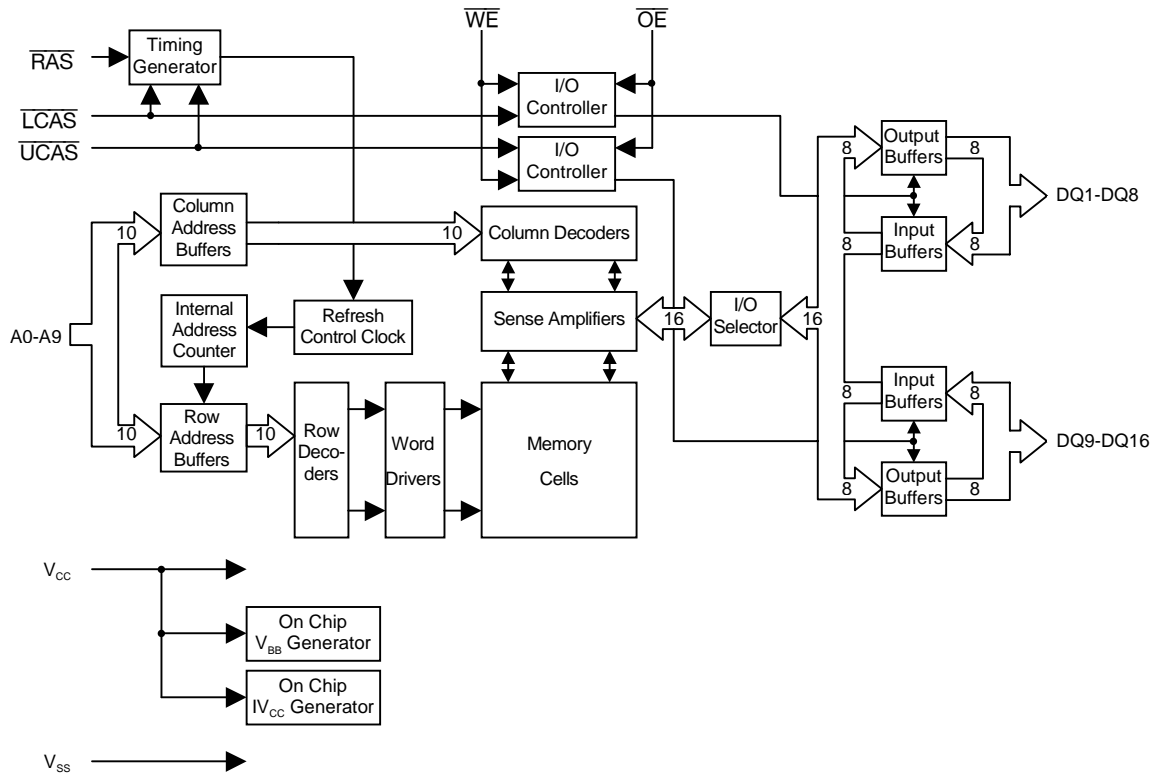 WE
OE
RAS
Timing
Generator
LCAS
UCAS
I/O
Controller
I/O
Controller
Column
Address
Buffers
10
10
Column Decoders
8
Output
Buffers
8
DQ1-DQ8
8
Input
Buffers
8
A0-A9
Internal
Address
Counter
Refresh
Control Clock
Sense Amplifiers
16
I/O
Selector
16
10
Row
Address
Buffers
10
Row
Deco-
ders
Word
Drivers
Memory
Cells
8
Input
Buffers
8
DQ9-DQ16
8
Output
Buffers
8
VCC
On Chip
VBB Generator
On Chip
IVCC Generator
VSS